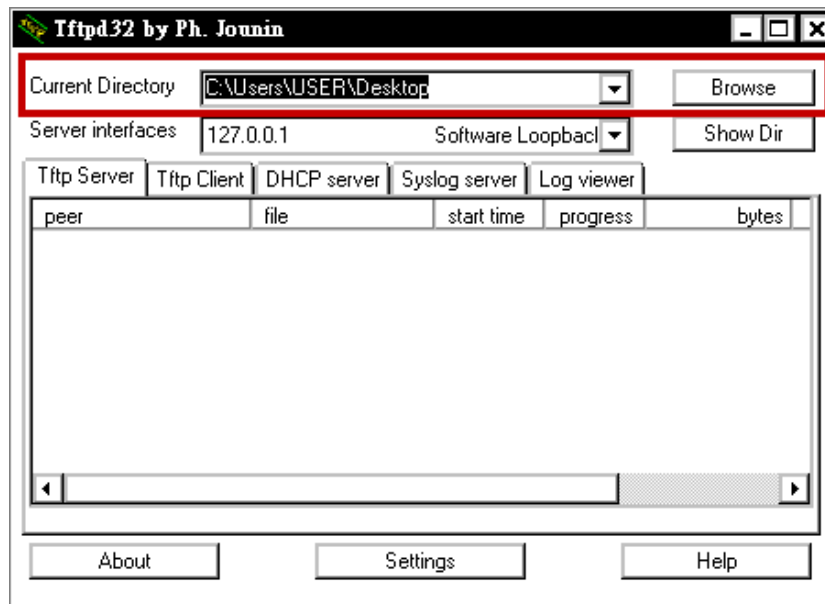 Tftpd32 by Ph. Jounin
Current Directory C:\Users\USER\Desktop Browse
Server interfaces 127.0.0.1 Software Loopbacl Show Dir
Tftp Server Tftp Client DHCP server Syslog server Log viewer
peer file start time progress bytes
About Settings Help